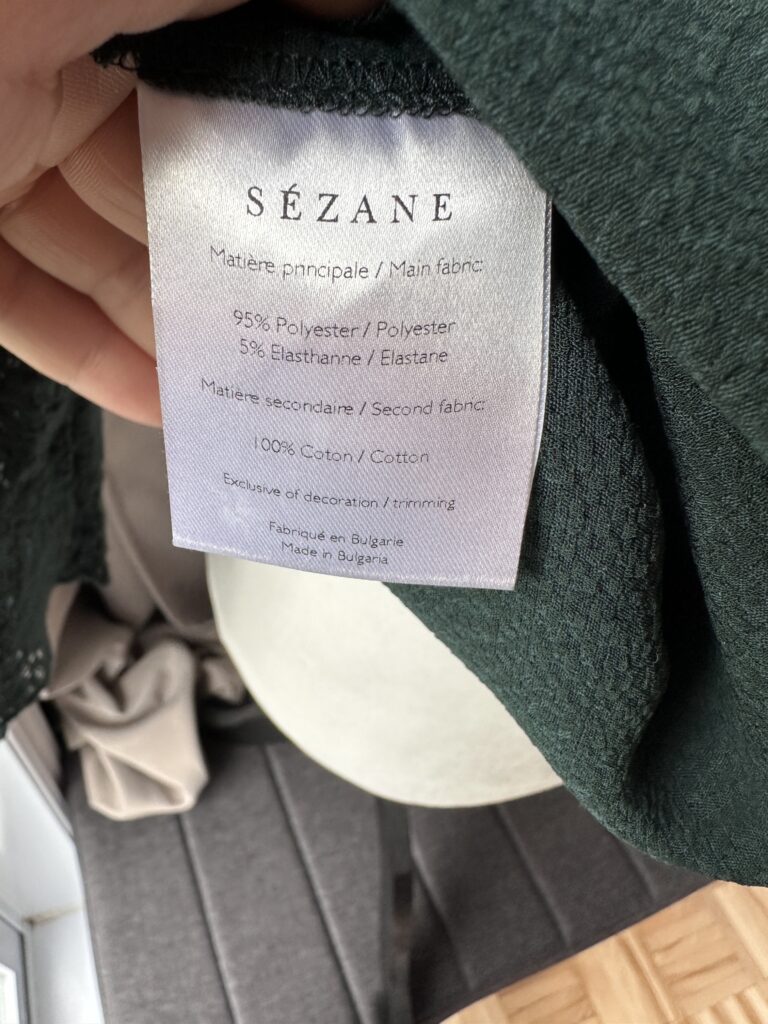 SÉZANE
Matière principale / Main fabric:
95% Polyester / Polyester
5% Elasthanne / Elastane
Matière secondaire / Second fabric:
100% Coton / Cotton
Exclusive of decoration / trimming
Fabriqué en Bulgarie
Made in Bulgaria